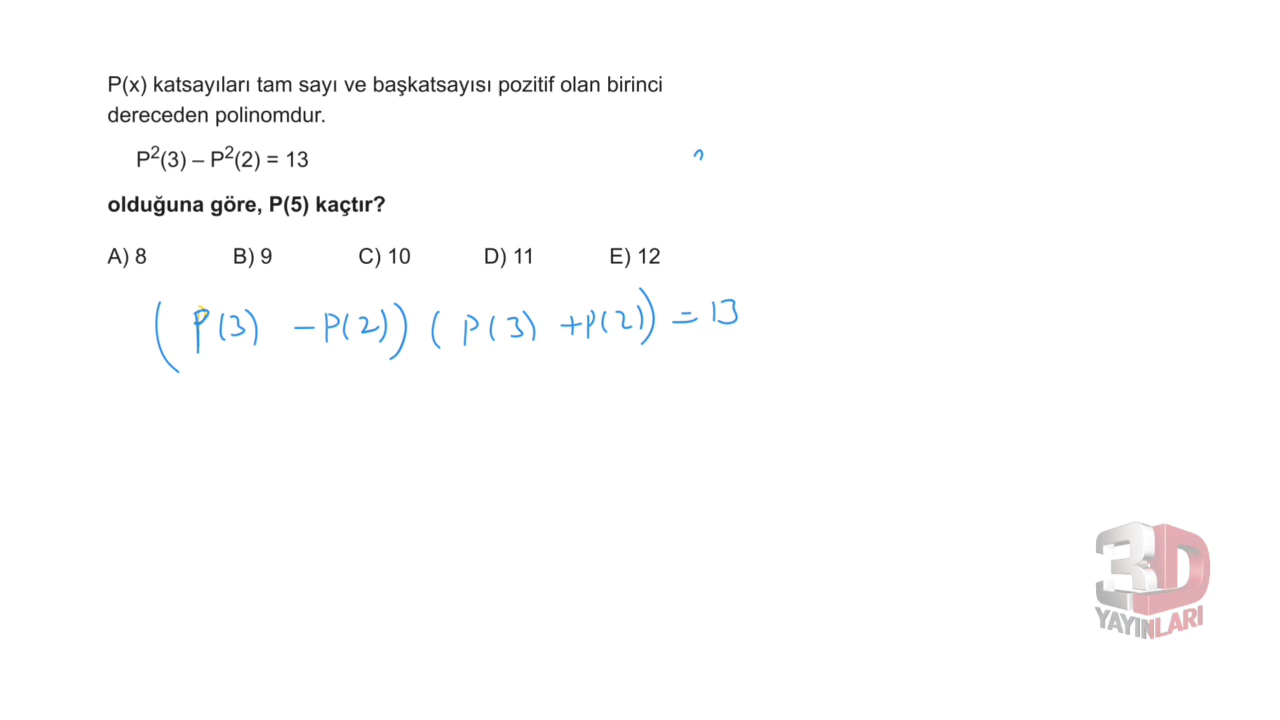 P(x) katsayıları tam sayı ve başkatsayısı pozitif olan birinci
dereceden polinomdur.
P²(3) – P²(2) = 13
olduğuna göre, P(5) kaçtır?
A) 8 B) 9 C) 10 D) 11 E) 12
(P(3) - P(2)) (P(3) + P(2)) = 13
3D
YAYINLARI